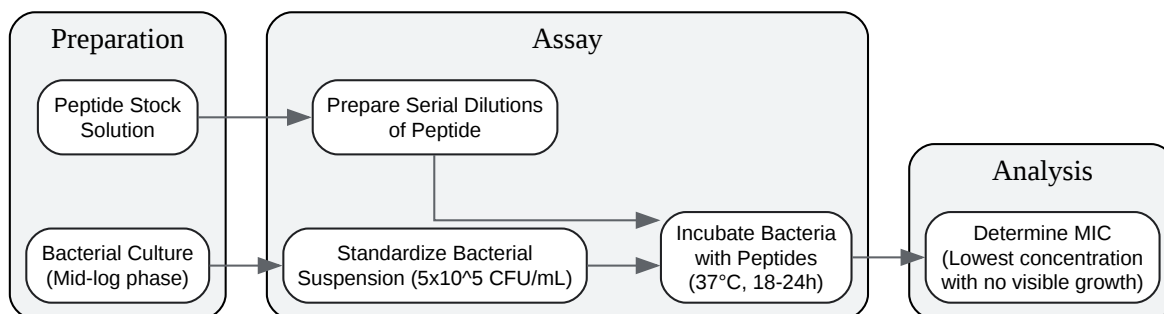 Preparation
Assay
Peptide Stock
Solution
Prepare Serial Dilutions
of Peptide
Analysis
Bacterial Culture
(Mid-log phase)
Standardize Bacterial
Suspension (5x10^5 CFU/mL)
Incubate Bacteria
with Peptides
(37°C, 18-24h)
Determine MIC
(Lowest concentration
with no visible growth)